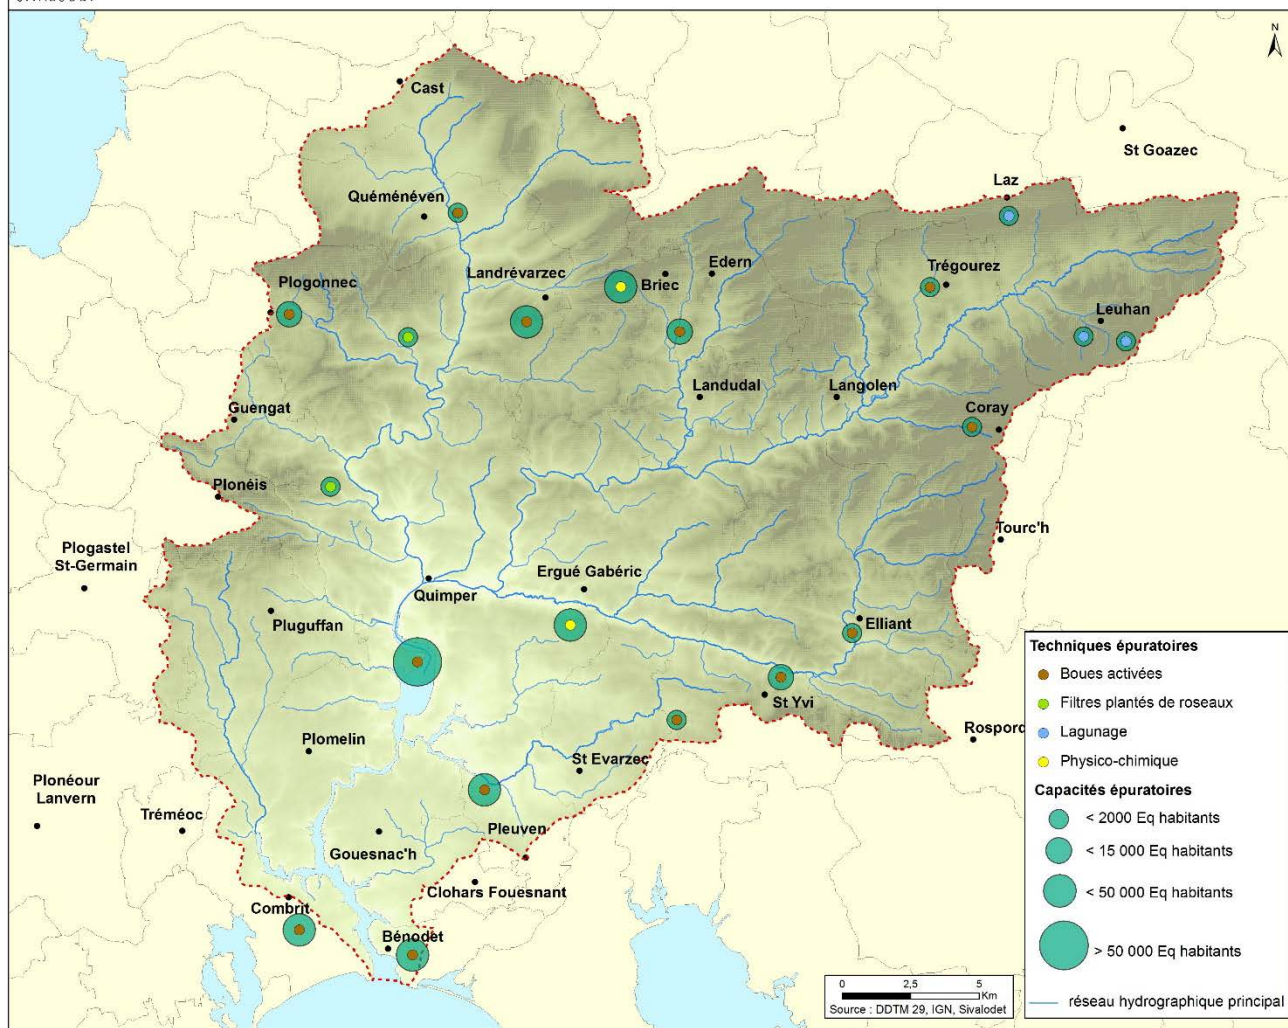 N
Cast
St Goazec
Laz
Quéménéven
Edern
Landrévarzec
Trégourez
Plogonnec
Briec
Leuhan
Landudal
Langolen
Guengat
Coray
Plonéis
Tourc'h
Plogastel
St-Germain
Ergué Gabéric
Quimper
Pluguffan
Elliant
St Yvi
Rospord
Plomelin
St Evarzec
Plonéour
Lanvern
Tréméoc
Pleuven
Gouesnac'h
Clohars Fouesnant
Combrit
Bénodet
Techniques épuratoires
Boues activées
Filtres plantés de roseaux
Lagunage
Physico-chimique
Capacités épuratoires
< 2000 Eq habitants
< 15 000 Eq habitants
< 50 000 Eq habitants
> 50 000 Eq habitants
réseau hydrographique principal
0 2,5 5
Km
Source : DDTM 29, IGN, Sivalodet